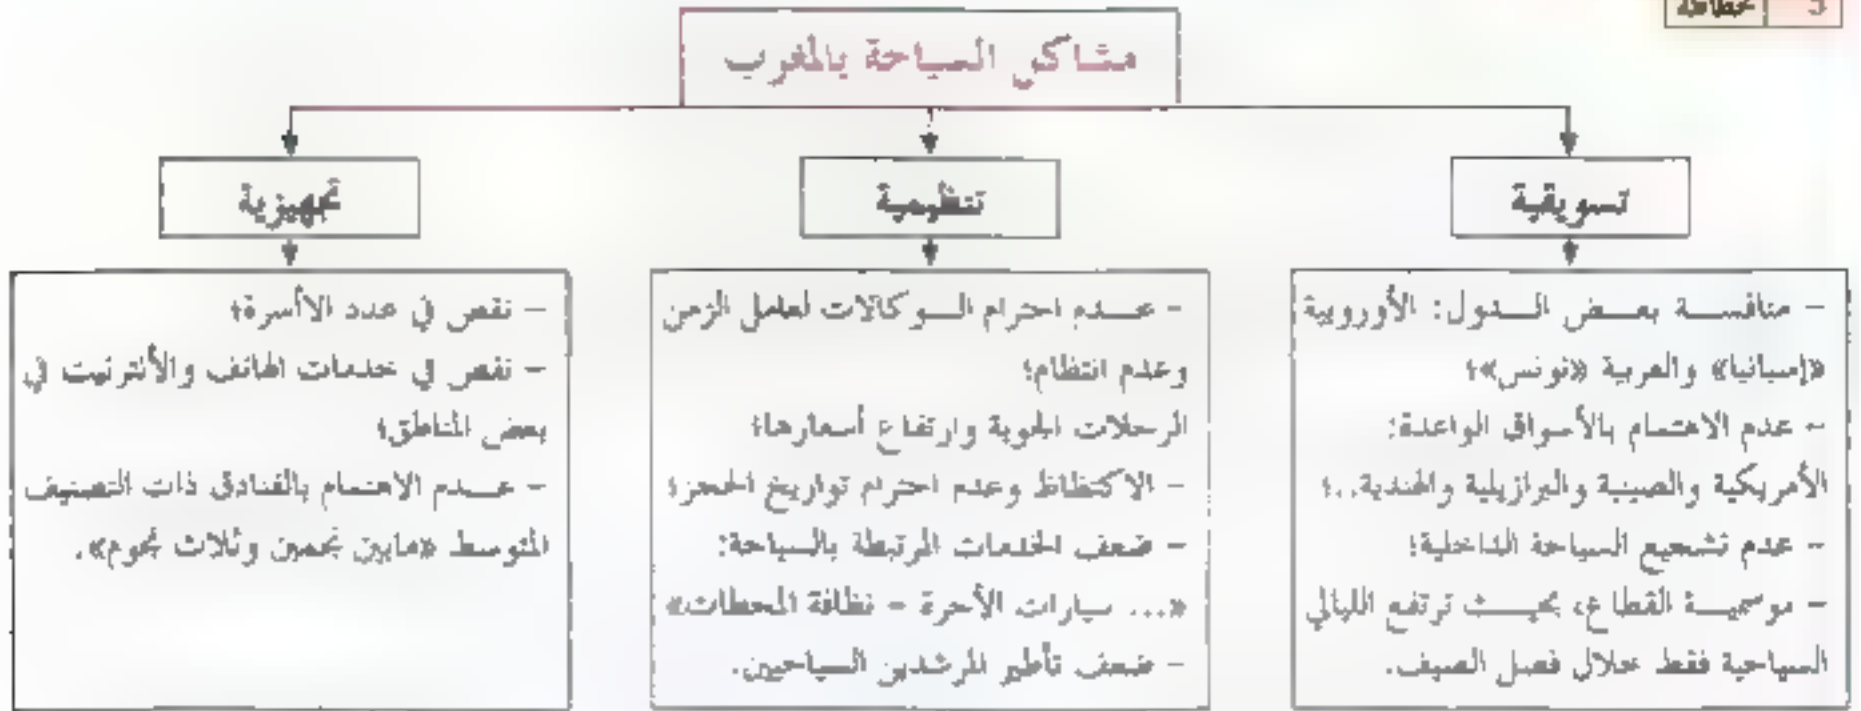 خطاطة 3
مشاكل السياحة بالمغرب
تسويقية
- منافسة بعض الدول: الأوروبية
«إسبانيا» والعربية «تونس»؛
- عدم الاهتمام بالأسواق الواعدة:
الأمريكية والصينية والبرازيلية والهندية..؛
- عدم تشجيع السياحة الداخلية؛
- موسمية القطاع، بحيث ترتفع الليالي
السياحية فقط خلال فصل الصيف.
تنظيمية
- عدم احترام الوكالات لعامل الزمن
وعدم انتظام؛
الرحلات الجوية وارتفاع أسعارها؛
- الاكتظاظ وعدم احترام تواريخ الحجز؛
- ضعف الخدمات المرتبطة بالسياحة:
«... سيارات الأجرة - نظافة المحطات»
- ضعف تأطير المرشدين السياحيين.
تجهيزية
- نقص في عدد الأسرة؛
- نقص في خدمات الهاتف والأنترنيت في
بعض المناطق؛
- عدم الاهتمام بالفنادق ذات التصنيف
المتوسط «مابين نجمين وثلاث نجوم».